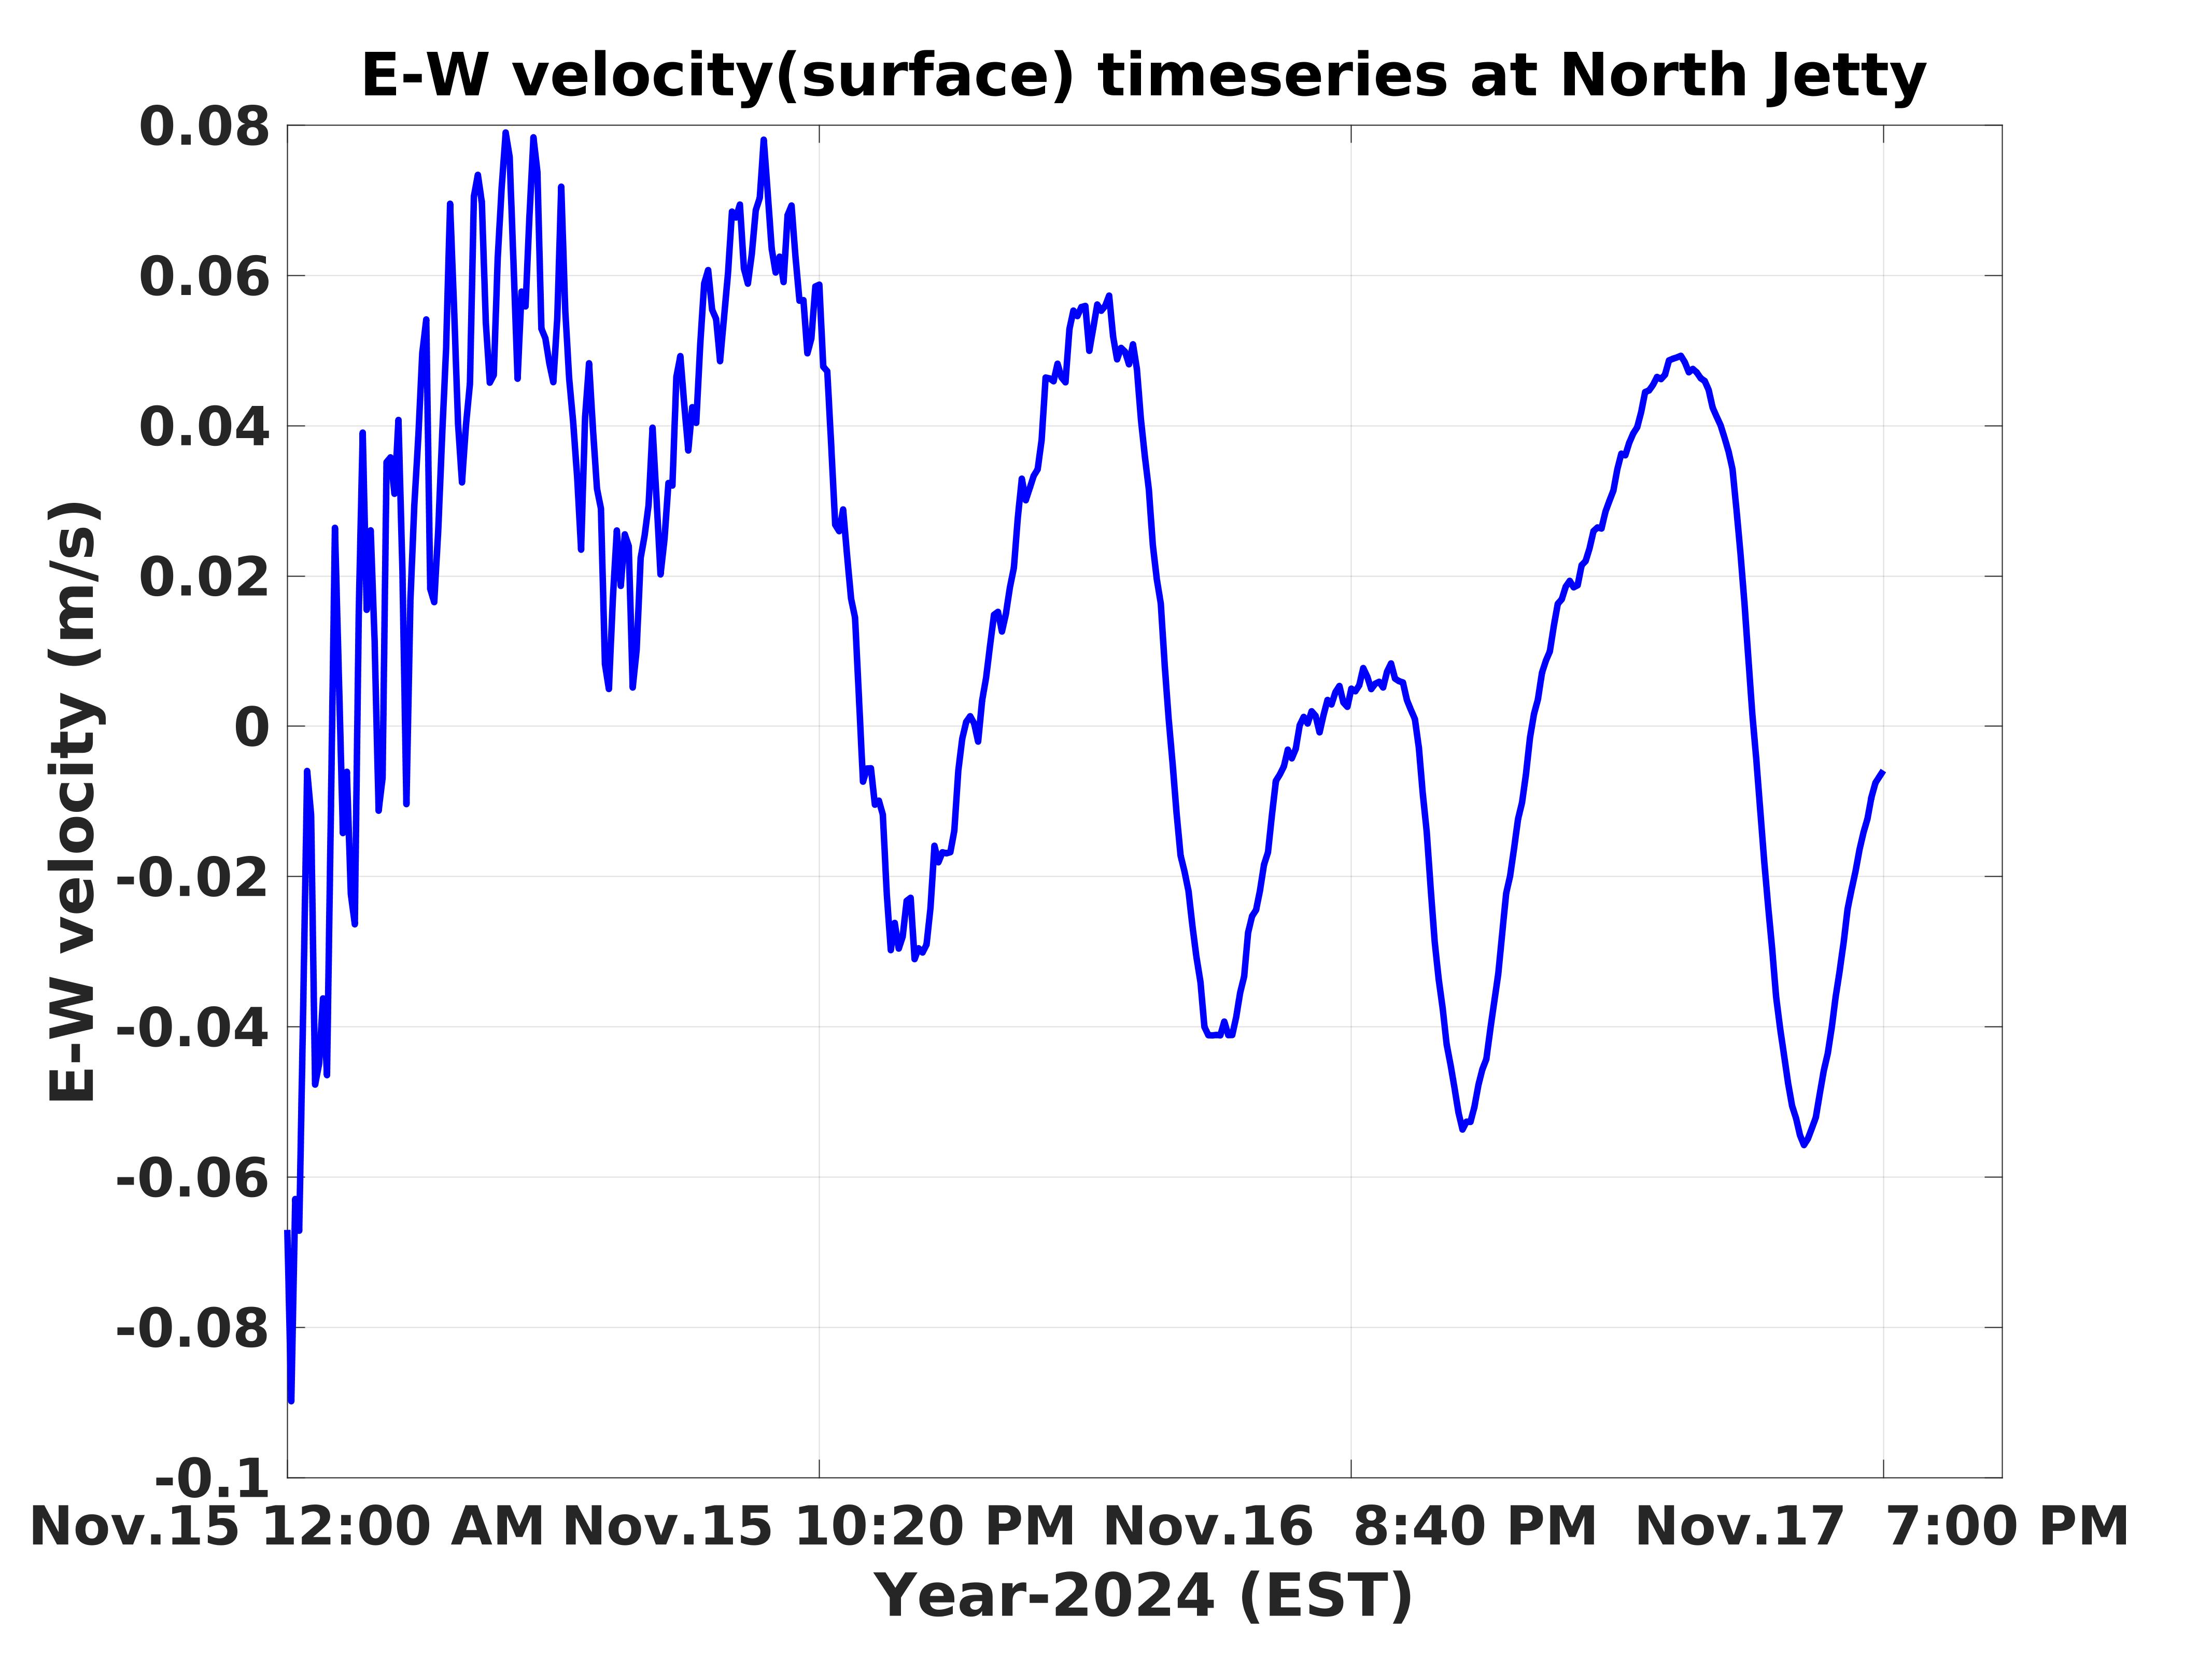 E-W velocity(surface) timeseries at North Jetty
E-W velocity (m/s)
0.08
0.06
0.04
0.02
0
-0.02
-0.04
-0.06
-0.08
-0.1
Nov.15 12:00 AM Nov.15 10:20 PM Nov.16 8:40 PM Nov.17 7:00 PM
Year-2024 (EST)